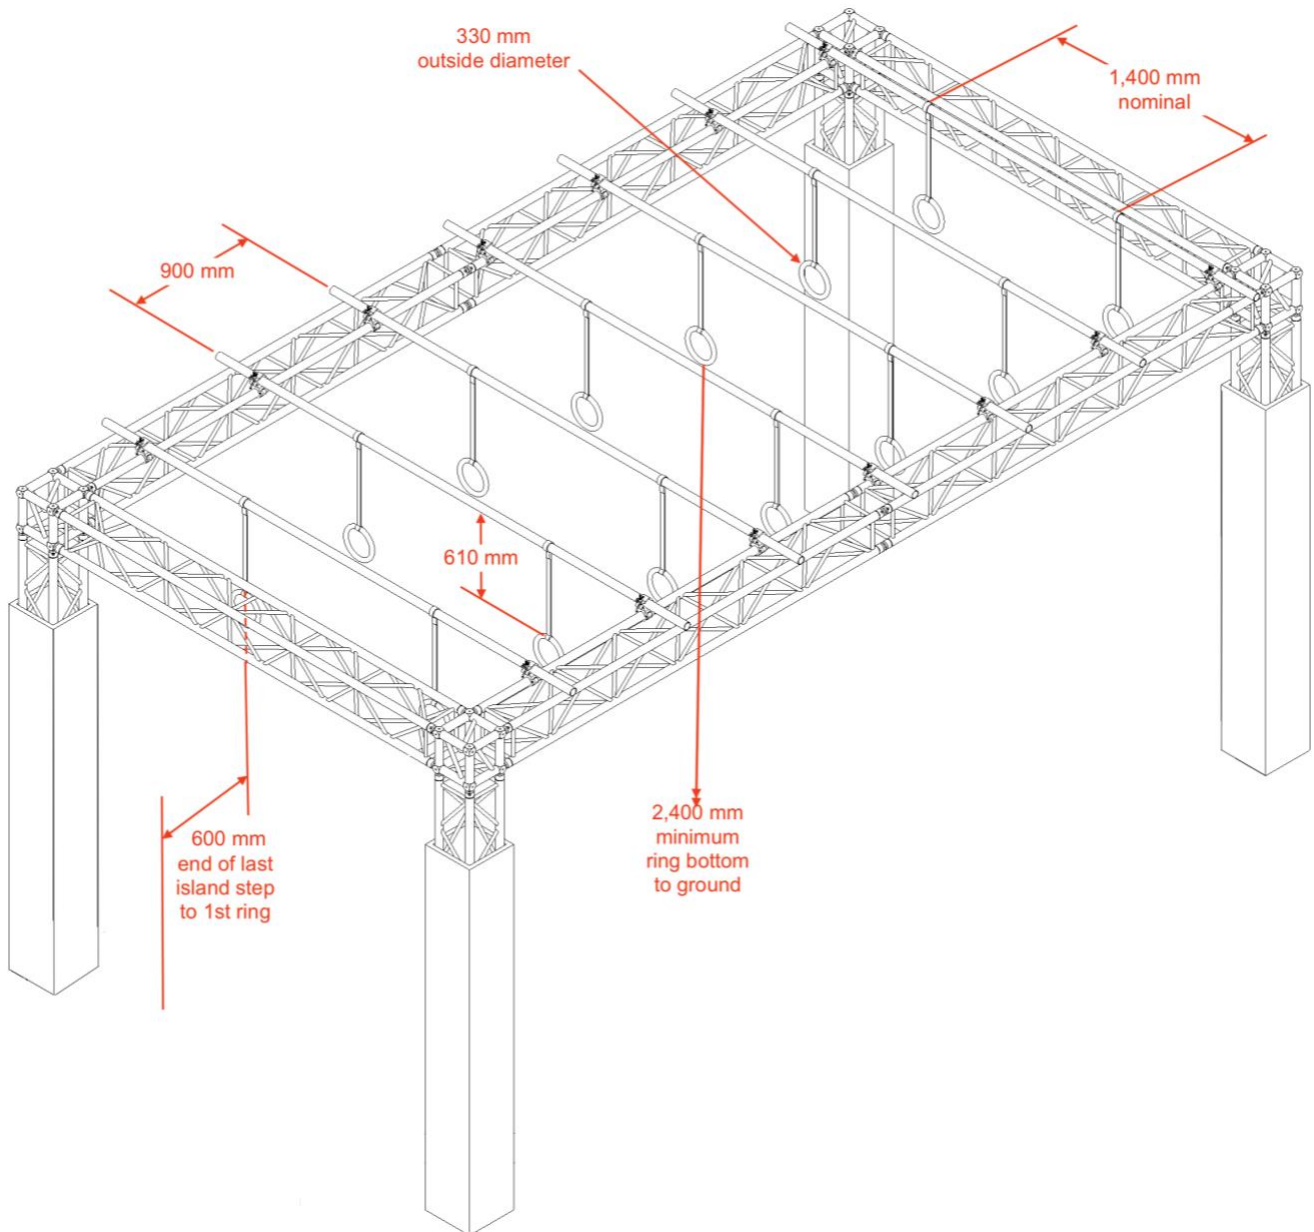 330 mm
outside diameter
1,400 mm
nominal
900 mm
610 mm
600 mm
end of last
island step
to 1st ring
2,400 mm
minimum
ring bottom
to ground